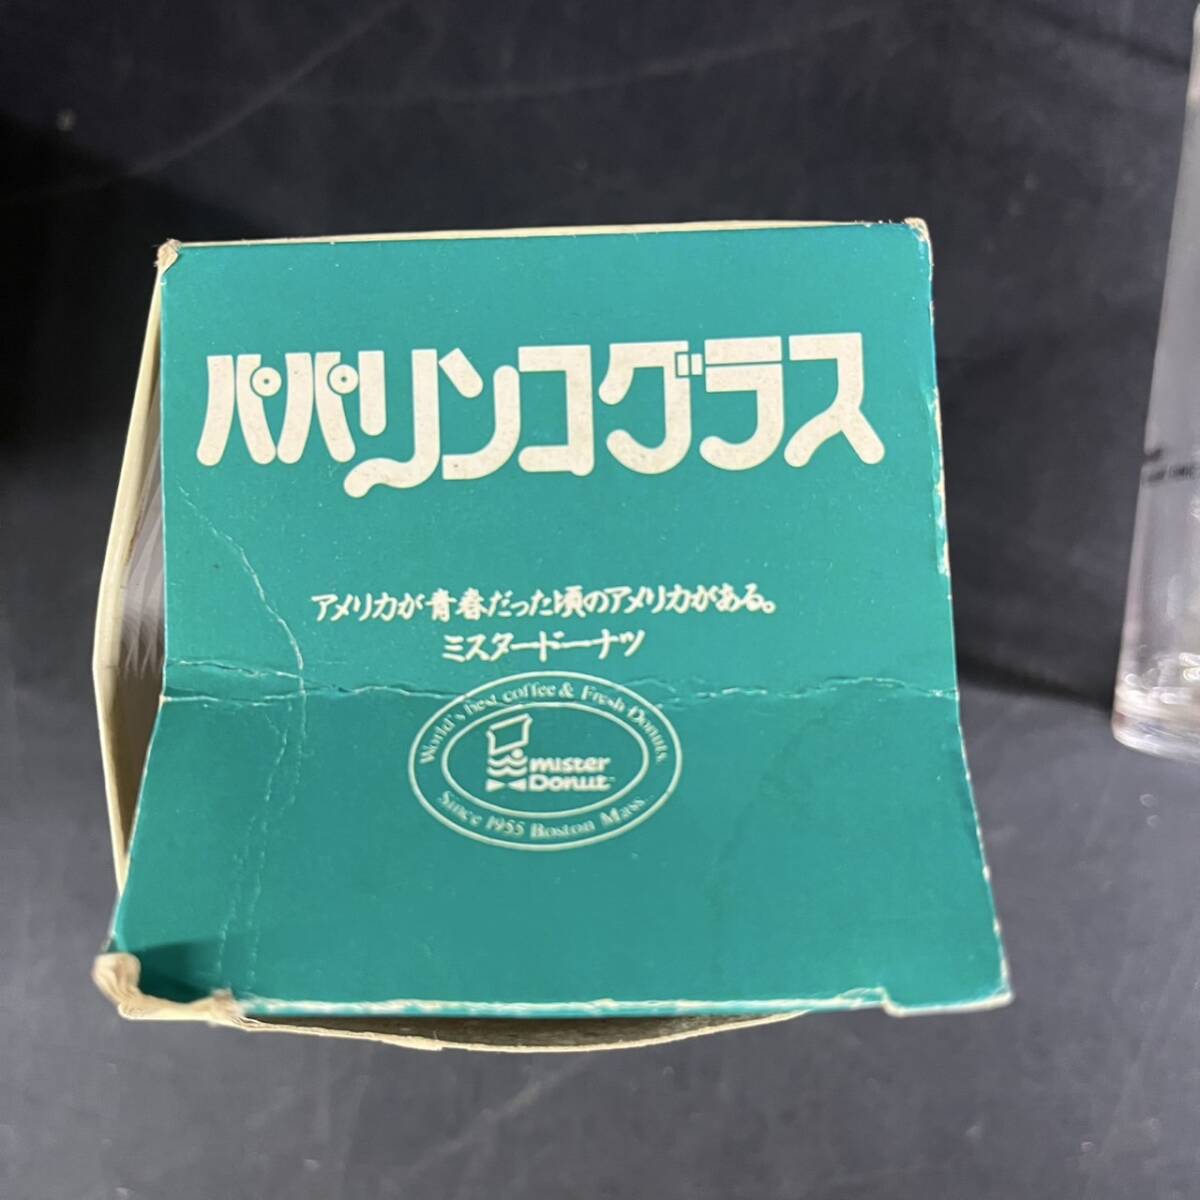 パパリンコグラス
アメリカが青春だった頃のアメリカがある。
ミスタードーナツ
World's best coffee & Fresh Donuts.
mister
Donut
Since 1955 Boston Mass.